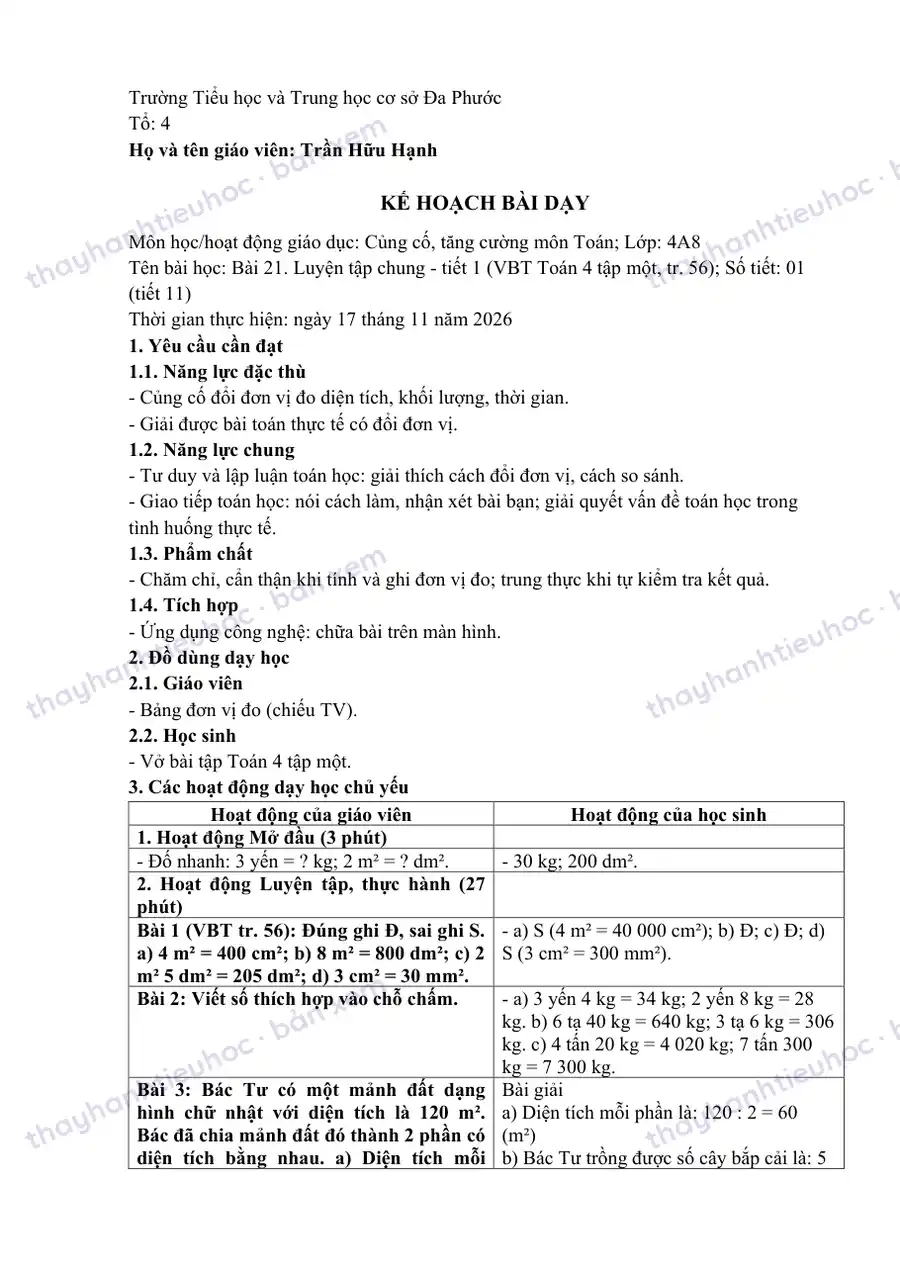 Trường Tiểu học và Trung học cơ sở Đa Phước
Tổ: 4
Họ và tên giáo viên: Trần Hữu Hạnh
KẾ HOẠCH BÀI DẠY
Môn học/hoạt động giáo dục: Củng cố, tăng cường môn Toán; Lớp: 4A8
Tên bài học: Bài 21. Luyện tập chung - tiết 1 (VBT Toán 4 tập một, tr. 56); Số tiết: 01
(tiết 11)
Thời gian thực hiện: ngày 17 tháng 11 năm 2026
1. Yêu cầu cần đạt
1.1. Năng lực đặc thù
- Củng cố đổi đơn vị đo diện tích, khối lượng, thời gian.
- Giải được bài toán thực tế có đổi đơn vị.
1.2. Năng lực chung
- Tư duy và lập luận toán học: giải thích cách đổi đơn vị, cách so sánh.
- Giao tiếp toán học: nói cách làm, nhận xét bài bạn; giải quyết vấn đề toán học trong
tình huống thực tế.
1.3. Phẩm chất
- Chăm chỉ, cẩn thận khi tính và ghi đơn vị đo; trung thực khi tự kiểm tra kết quả.
1.4. Tích hợp
- Ứng dụng công nghệ: chữa bài trên màn hình.
2. Đồ dùng dạy học
2.1. Giáo viên
- Bảng đơn vị đo (chiếu TV).
2.2. Học sinh
- Vở bài tập Toán 4 tập một.
3. Các hoạt động dạy học chủ yếu
Hoạt động của giáo viên
Hoạt động của học sinh
1. Hoạt động Mở đầu (3 phút)
- Đố nhanh: 3 yến = ? kg; 2 m² = ? dm².
- 30 kg; 200 dm².
2. Hoạt động Luyện tập, thực hành (27
phút)
Bài 1 (VBT tr. 56): Đúng ghi Đ, sai ghi S.
a) 4 m² = 400 cm²; b) 8 m² = 800 dm²; c) 2
m² 5 dm² = 205 dm²; d) 3 cm² = 30 mm².
- a) S (4 m² = 40 000 cm²); b) Đ; c) Đ; d)
S (3 cm² = 300 mm²).
Bài 2: Viết số thích hợp vào chỗ chấm.
- a) 3 yến 4 kg = 34 kg; 2 yến 8 kg = 28
kg. b) 6 tạ 40 kg = 640 kg; 3 tạ 6 kg = 306
kg. c) 4 tấn 20 kg = 4 020 kg; 7 tấn 300
kg = 7 300 kg.
Bài 3: Bác Tư có một mảnh đất dạng
hình chữ nhật với diện tích là 120 m².
Bác đã chia mảnh đất đó thành 2 phần có
diện tích bằng nhau. a) Diện tích mỗi
Bài giải
a) Diện tích mỗi phần là: 120 : 2 = 60
(m²)
b) Bác Tư trồng được số cây bắp cải là: 5
thayhanhtieuhoc · bản xem
thayhanhtieuhoc · b
thayhanhtieuhoc · bản xem
thayhanhtieuhoc · b
thayhanhtieuhoc · bản xem
thayhanhtieuhoc · b